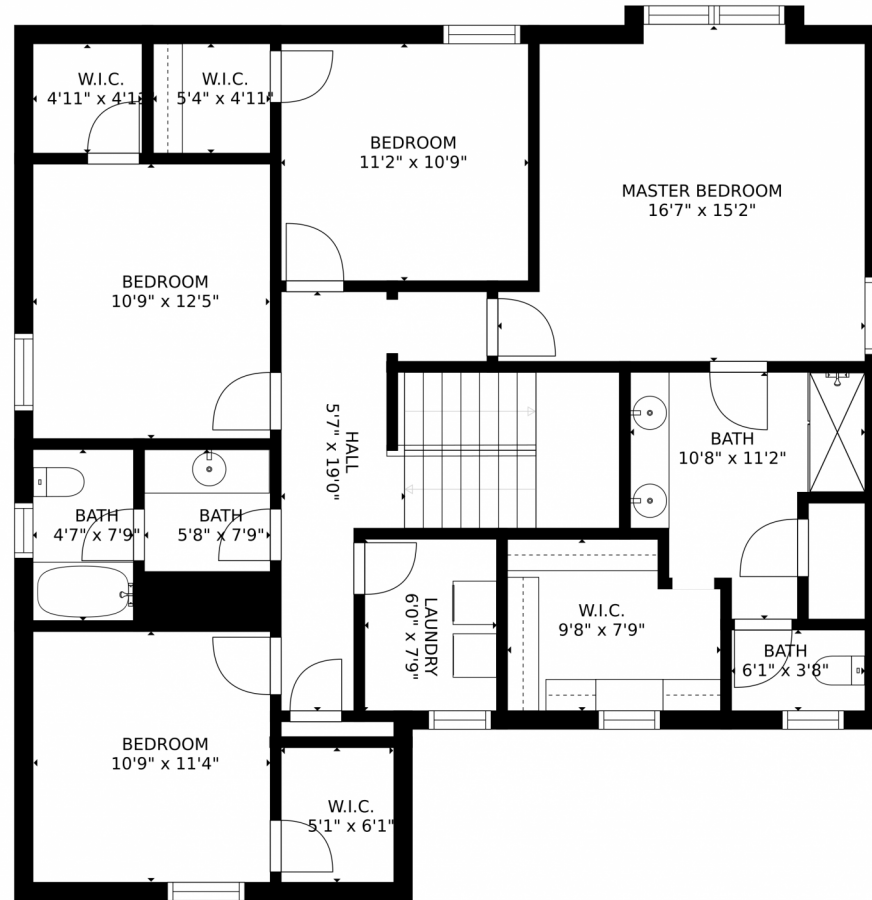 W.I.C.
4'11" x 4'11"
W.I.C.
5'4" x 4'11"
BEDROOM
11'2" x 10'9"
MASTER BEDROOM
16'7" x 15'2"
BEDROOM
10'9" x 12'5"
HALL
5'7" x 19'0"
BATH
10'8" x 11'2"
BATH
4'7" x 7'9"
BATH
5'8" x 7'9"
LAUNDRY
6'0" x 7'9"
W.I.C.
9'8" x 7'9"
BATH
6'1" x 3'8"
BEDROOM
10'9" x 11'4"
W.I.C.
5'1" x 6'1"